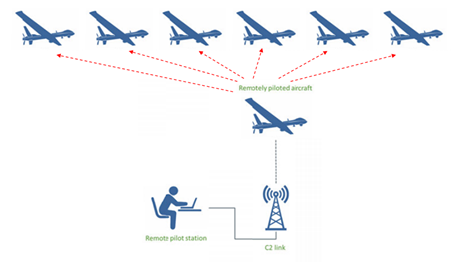 Remotely piloted aircraft
Remote pilot station
C2 link